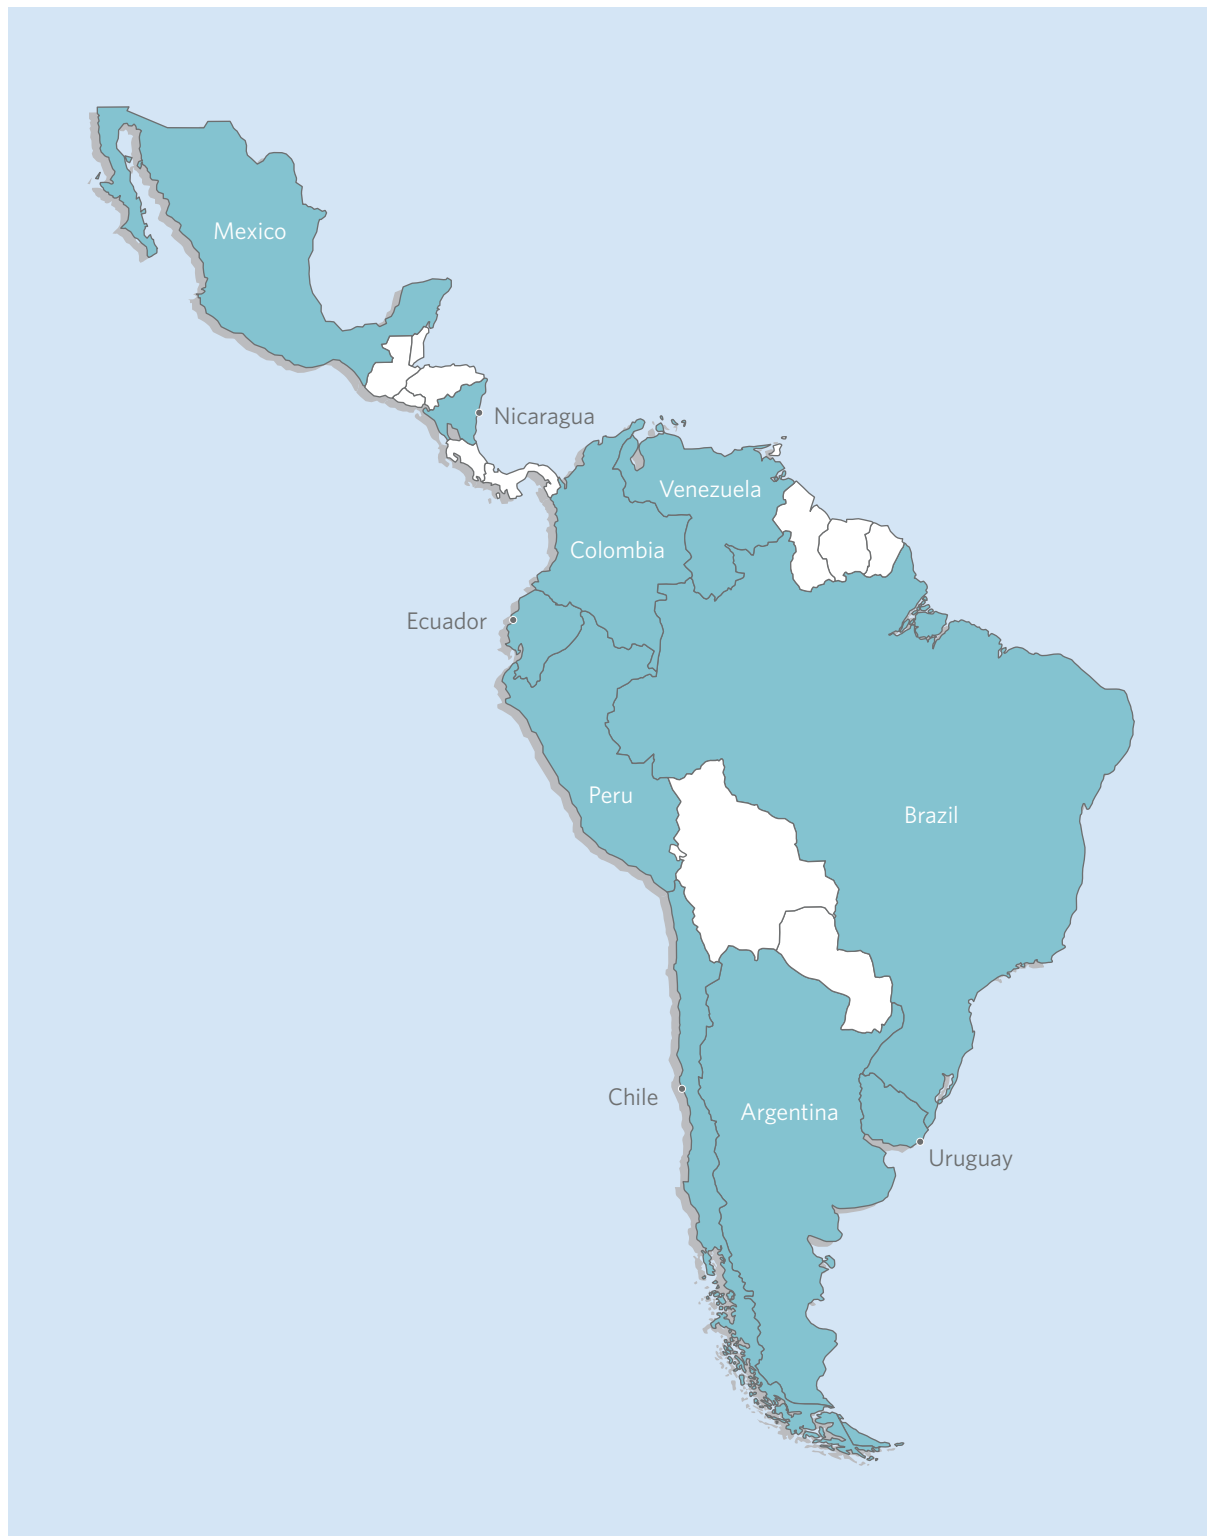 Mexico
Nicaragua
Venezuela
Colombia
Ecuador
Peru
Brazil
Chile
Argentina
Uruguay